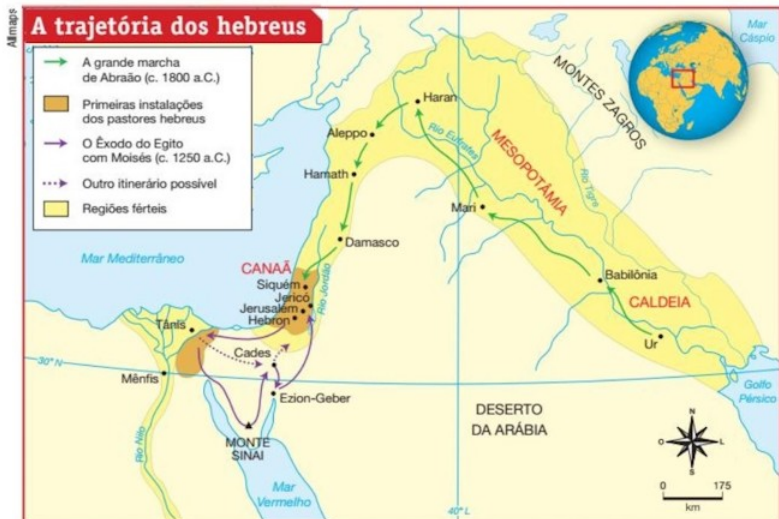 Allmaps
A trajetória dos hebreus
A grande marcha
de Abraão (c. 1800 a.C.)
Primeiras instalações
dos pastores hebreus
O Êxodo do Egito
com Moisés (c. 1250 a.C.)
Outro itinerário possível
Regiões férteis
Mar
Cáspio
MONTES ZAGROS
Haran
Aleppo
Rio Eufrates
MESOPOTÂMIA
Rio Tigre
Hamath
Mari
Mar Mediterrâneo
Damasco
CANAÃ
Siquém
Jericó
Jerusalém
Hebron
Rio Jordão
Babilônia
CALDEIA
Ur
Tânis
Cades
30° N
Mênfis
Ezion-Geber
Golfo
Pérsico
DESERTO
DA ARÁBIA
MONTE
SINAI
Rio Nilo
Mar
Vermelho
40° L
N
O
L
S
0 175
km